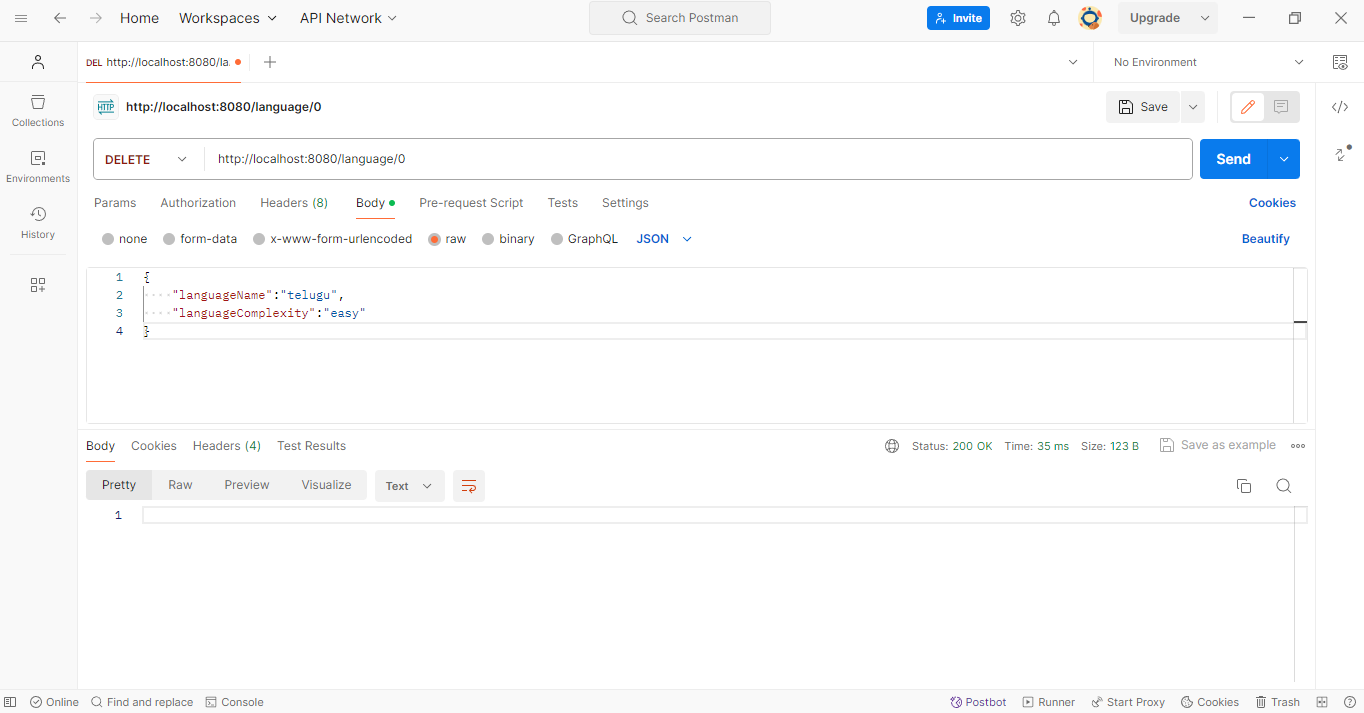 Home Workspaces API Network Search Postman Invite Upgrade
DEL http://localhost:8080/la. No Environment
HTTP http://localhost:8080/language/0 Save </>
Collections
DELETE http://localhost:8080/language/0 Send
Environments
Params Authorization Headers (8) Body Pre-request Script Tests Settings Cookies
History
none form-data x-www-form-urlencoded raw binary GraphQL JSON Beautify
1 {
2 "languageName":"telugu",
3 "languageComplexity":"easy"
4 }
Body Cookies Headers (4) Test Results Status: 200 OK Time: 35 ms Size: 123 B Save as example
Pretty Raw Preview Visualize Text
1
Online Find and replace Console Postbot Runner Start Proxy Cookies Trash